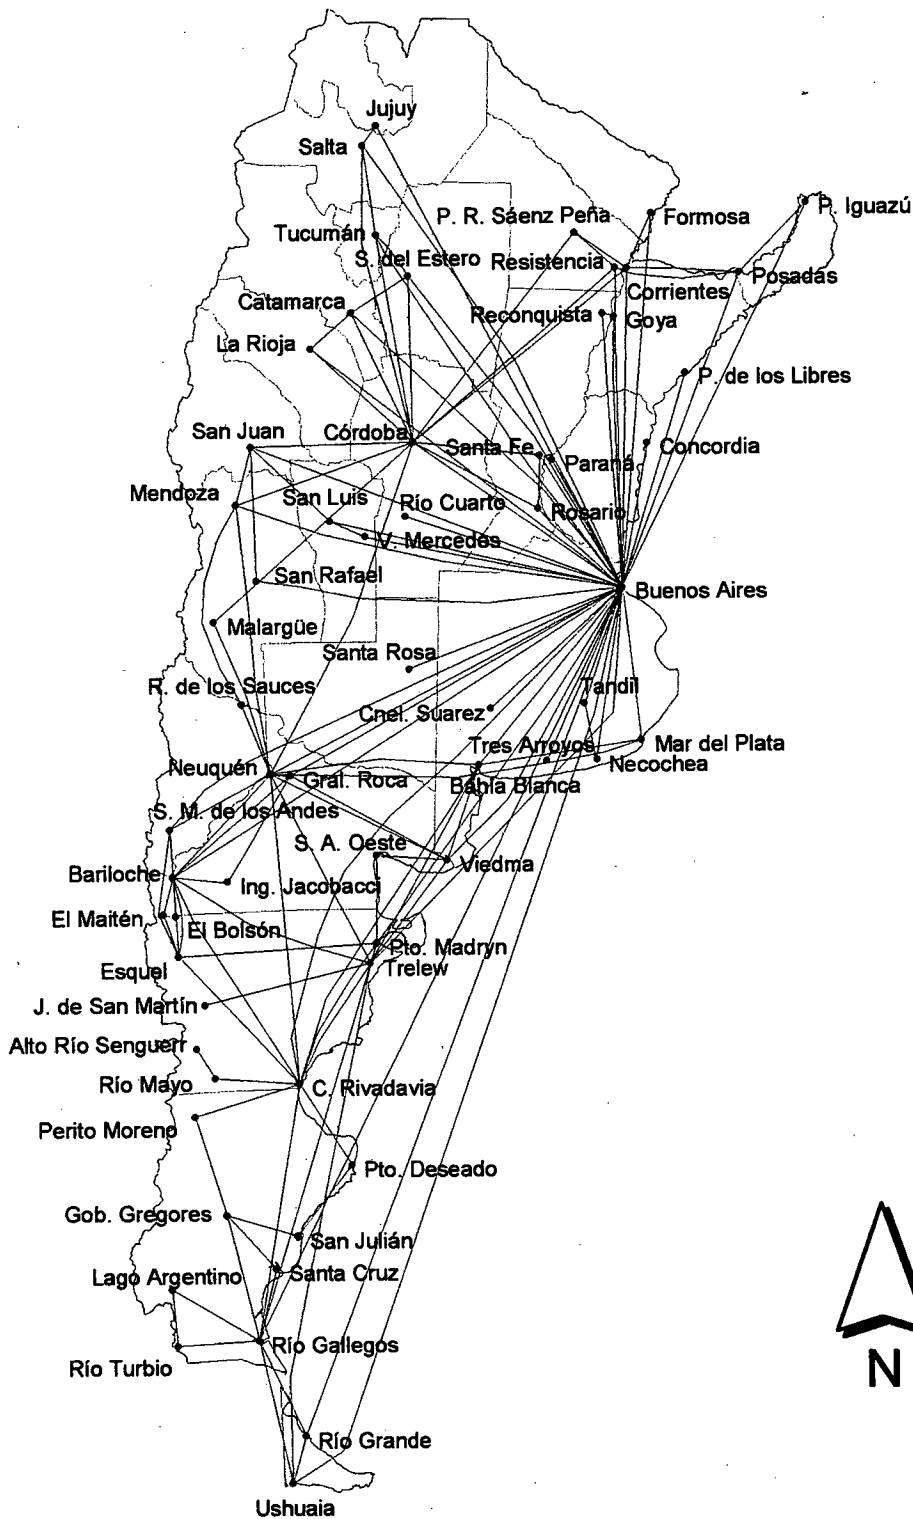 Jujuy
Salta
P. Iguazú
P. R. Sáenz Peña
Formosa
Tucumán
S. del Estero
Resistencia
Posadas
Corrientes
Catamarca
Reconquista
Goya
La Rioja
P. de los Libres
San Juan
Córdoba
Santa Fe
Concordia
Paraná
Mendoza
San Luis
Río Cuarto
Rosario
V. Mercedes
San Rafael
Buenos Aires
Malargüe
Santa Rosa
R. de los Sauces
Tandil
Cnel. Suarez
Tres Arroyos
Mar del Plata
Neuquén
Gral. Roca
Necochea
Bahía Blanca
S. M. de los Andes
S. A. Oeste
Viedma
Bariloche
Ing. Jacobacci
El Maitén
El Bolsón
Pto. Madryn
Esquel
Trelew
J. de San Martín
Alto Río Senguerr
Río Mayo
C. Rivadavia
Perito Moreno
Pto. Deseado
Gob. Gregores
San Julián
Lago Argentino
Santa Cruz
Río Gallegos
Río Turbio
N
Río Grande
Ushuaia